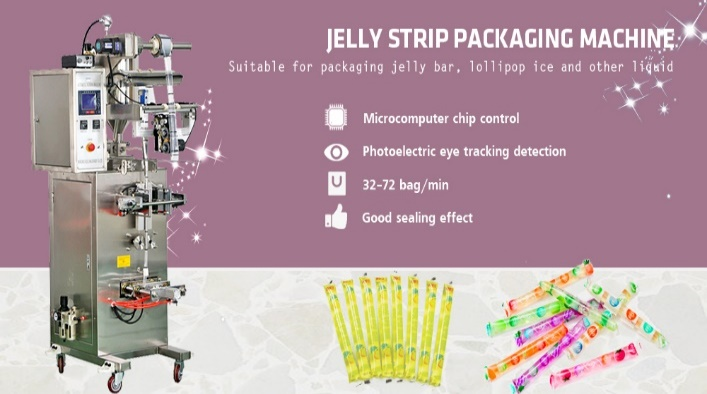 JELLY STRIP PACKAGING MACHINE
Suitable for packaging jelly bar, lollipop ice and other liquid
Microcomputer chip control
Photoelectric eye tracking detection
32-72 bag/min
Good sealing effect